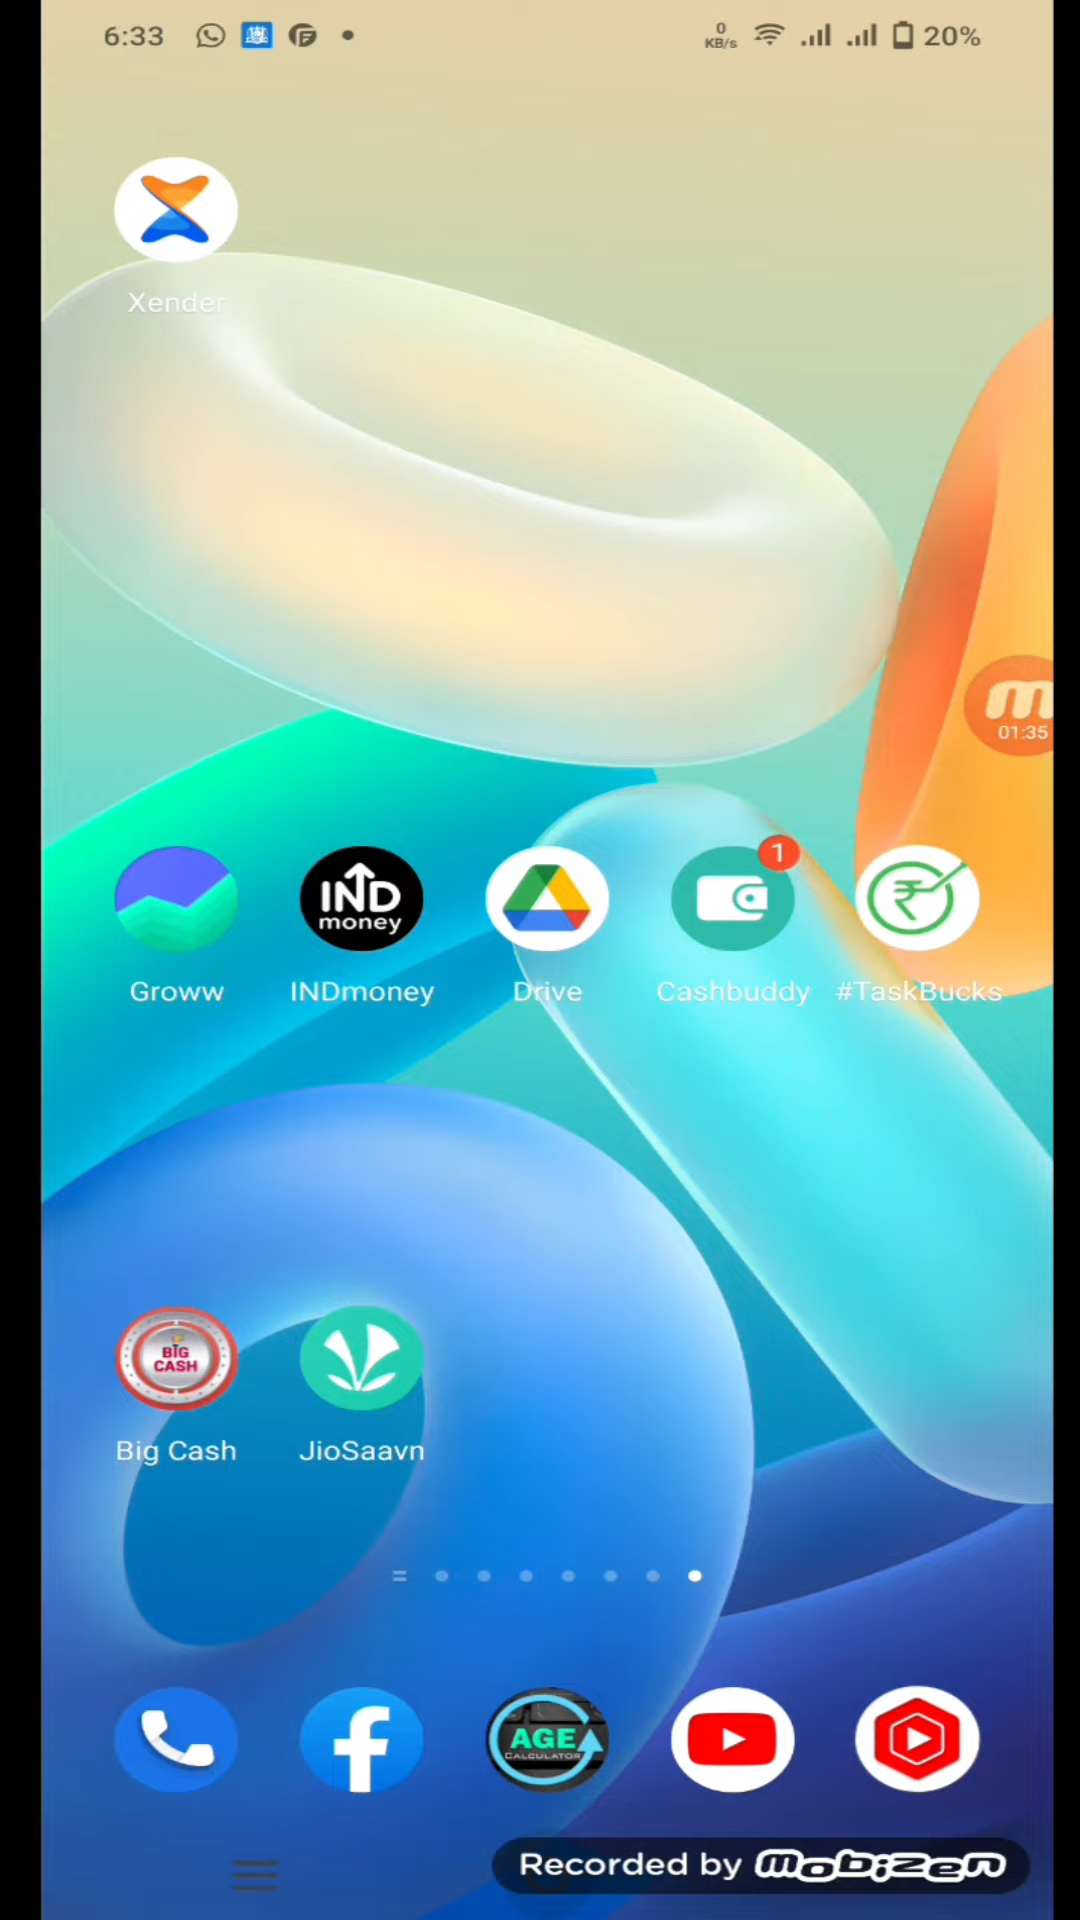 6:33
0
KB/s
20%
Xender
m
01:35
IND
money
1
₹
Groww
INDmoney
Drive
Cashbuddy
#TaskBucks
BIG
CASH
Big Cash
JioSaavn
f
AGE
CALCULATOR
Recorded by mobizen